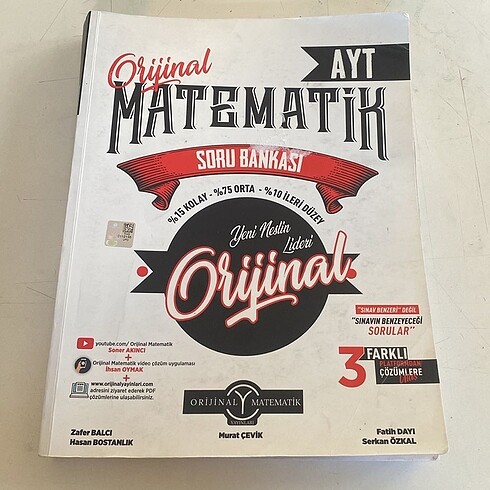 AYT
Orijinal
MATEMATİK
SORU BANKASI
%15 KOLAY - %75 ORTA - %10 İLERİ DÜZEY
Yeni Neslin
Lideri
Orijinal
"SINAV BENZERİ" DEĞİL
"SINAVIN BENZEYECEĞİ
SORULAR"
youtube.com/ Orijinal Matematik
Soner AKINCI
+
Orijinal Matematik video çözüm uygulaması
İhsan OYMAK
+
www.orijinalyayinlari.com
adresini ziyaret ederek PDF
çözümlerine ulaşabilirsiniz.
3 FARKLI
PLATFORMDAN
ÇÖZÜMLERE
ORİJİNAL MATEMATİK
YAYINLARI
Zafer BALCI
Hasan BOSTANLIK
Murat ÇEVİK
Fatih DAYI
Serkan ÖZKAL